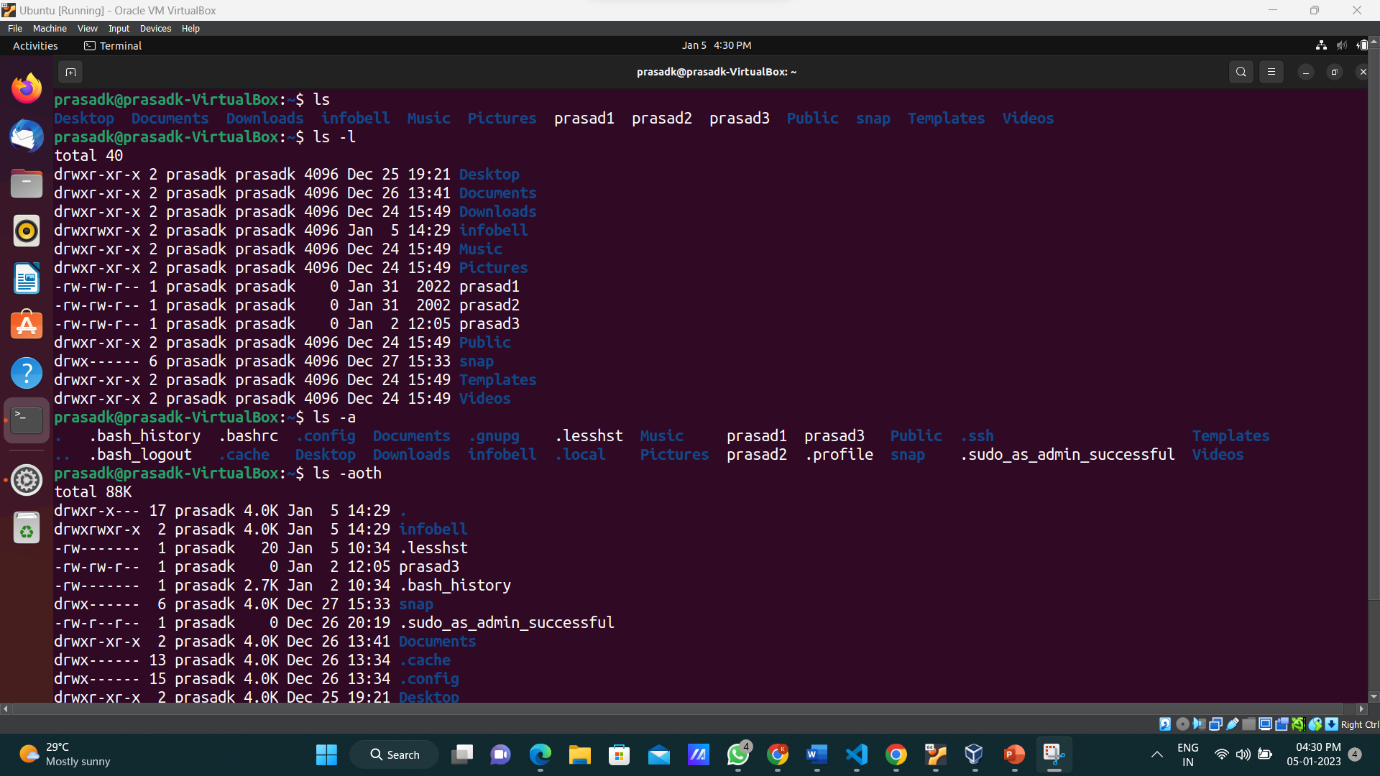 Ubuntu [Running] - Oracle VM VirtualBox
File Machine View Input Devices Help
Activities Terminal Jan 5 4:30 PM
prasadk@prasadk-VirtualBox: ~
prasadk@prasadk-VirtualBox:~$ ls
Desktop Documents Downloads infobell Music Pictures prasad1 prasad2 prasad3 Public snap Templates Videos
prasadk@prasadk-VirtualBox:~$ ls -l
total 40
drwxr-xr-x 2 prasadk prasadk 4096 Dec 25 19:21 Desktop
drwxr-xr-x 2 prasadk prasadk 4096 Dec 26 13:41 Documents
drwxr-xr-x 2 prasadk prasadk 4096 Dec 24 15:49 Downloads
drwxrwxr-x 2 prasadk prasadk 4096 Jan  5 14:29 infobell
drwxr-xr-x 2 prasadk prasadk 4096 Dec 24 15:49 Music
drwxr-xr-x 2 prasadk prasadk 4096 Dec 24 15:49 Pictures
-rw-rw-r-- 1 prasadk prasadk    0 Jan 31  2022 prasad1
-rw-rw-r-- 1 prasadk prasadk    0 Jan 31  2002 prasad2
-rw-rw-r-- 1 prasadk prasadk    0 Jan  2 12:05 prasad3
drwxr-xr-x 2 prasadk prasadk 4096 Dec 24 15:49 Public
drwx------ 6 prasadk prasadk 4096 Dec 27 15:33 snap
drwxr-xr-x 2 prasadk prasadk 4096 Dec 24 15:49 Templates
drwxr-xr-x 2 prasadk prasadk 4096 Dec 24 15:49 Videos
prasadk@prasadk-VirtualBox:~$ ls -a
. .bash_history .bashrc .config Documents .gnupg .lesshst Music prasad1 prasad3 Public .ssh Templates
.. .bash_logout .cache Desktop Downloads infobell .local Pictures prasad2 .profile snap .sudo_as_admin_successful Videos
prasadk@prasadk-VirtualBox:~$ ls -aoth
total 88K
drwxr-x--- 17 prasadk 4.0K Jan  5 14:29 .
drwxrwxr-x  2 prasadk 4.0K Jan  5 14:29 infobell
-rw-------  1 prasadk   20 Jan  5 10:34 .lesshst
-rw-rw-r--  1 prasadk    0 Jan  2 12:05 prasad3
-rw-------  1 prasadk 2.7K Jan  2 10:34 .bash_history
drwx------  6 prasadk 4.0K Dec 27 15:33 snap
-rw-r--r--  1 prasadk    0 Dec 26 20:19 .sudo_as_admin_successful
drwxr-xr-x  2 prasadk 4.0K Dec 26 13:41 Documents
drwx------ 13 prasadk 4.0K Dec 26 13:34 .cache
drwx------ 15 prasadk 4.0K Dec 26 13:34 .config
drwxr-xr-x  2 prasadk 4.0K Dec 25 19:21 Desktop
Right Ctrl
29°C
Mostly sunny
Search
4
ENG
IN
04:30 PM
05-01-2023
4